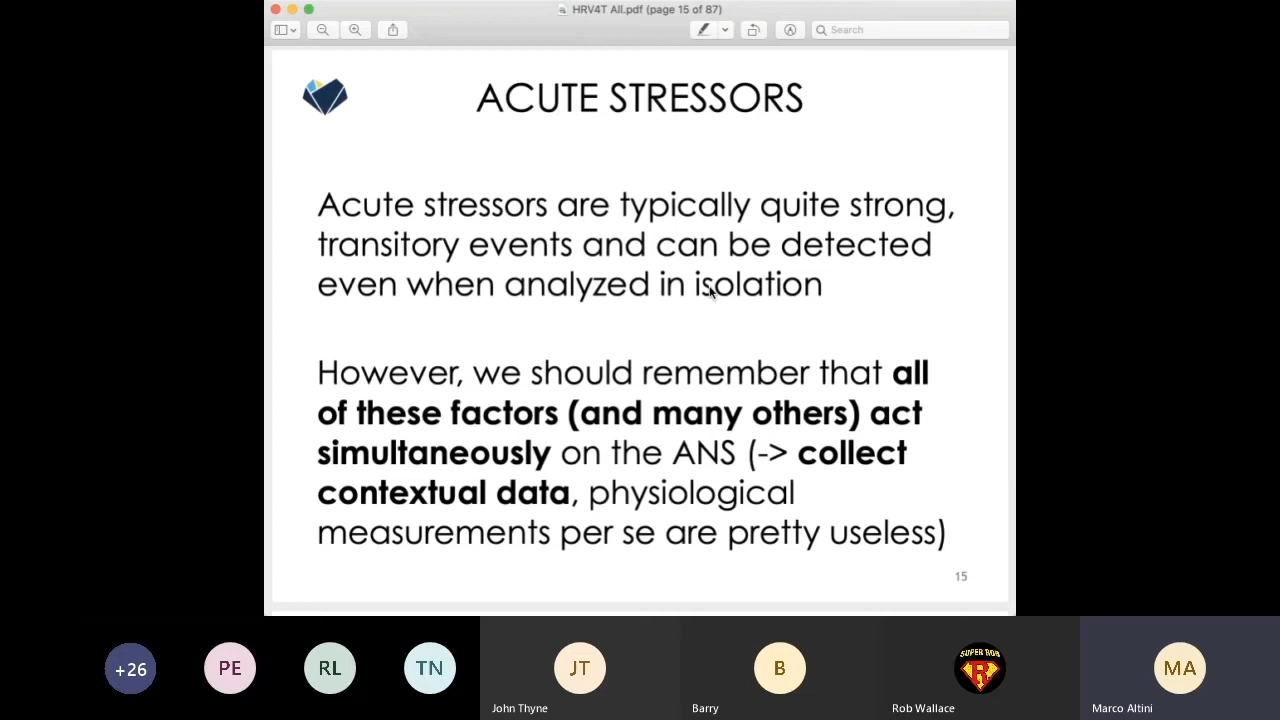 HRV4T All.pdf (page 15 of 87)
Search
ACUTE STRESSORS
Acute stressors are typically quite strong,
transitory events and can be detected
even when analyzed in isolation
However, we should remember that all
of these factors (and many others) act
simultaneously on the ANS (-> collect
contextual data, physiological
measurements per se are pretty useless)
15
+26
PE
RL
TN
JT
B
SUPER ROB
R
MA
John Thyne
Barry
Rob Wallace
Marco Altini